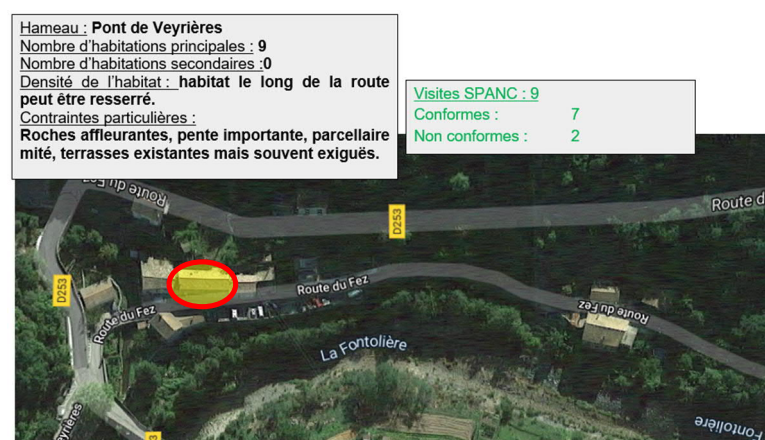 Hameau : Pont de Veyrières
Nombre d'habitations principales : 9
Nombre d'habitations secondaires :0
Densité de l'habitat : habitat le long de la route
peut être resserré.
Contraintes particulières :
Roches affleurantes, pente importante, parcellaire
mité, terrasses existantes mais souvent exiguës.
Visites SPANC : 9
Conformes : 7
Non conformes : 2
Route du Fez
Route d
D253
D253
Route du Fez
Route du Fez
Route du Fez
La Fontolière
Fontolière
yrières
3